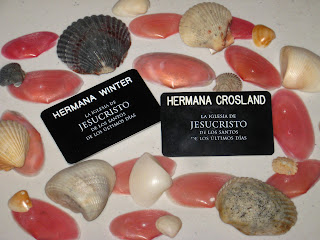 HERMANA WINTER
LA IGLESIA DE
JESUCRISTO
DE LOS SANTOS
DE LOS ÚLTIMOS DÍAS
HERMANA CROSLAND
LA IGLESIA DE
JESUCRISTO
DE LOS SANTOS
DE LOS ÚLTIMOS DÍAS